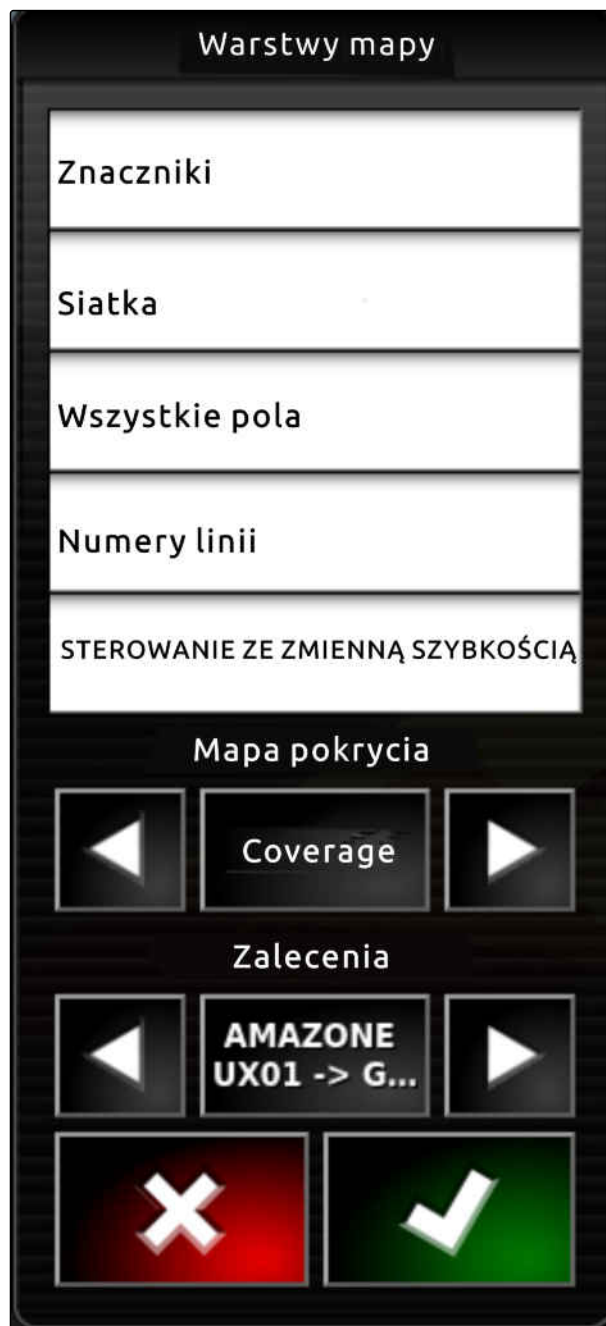 Warstwy mapy
Znaczniki
Siatka
Wszystkie pola
Numery linii
STEROWANIE ZE ZMIENNĄ SZYBKOŚCIĄ
Mapa pokrycia
Coverage
Zalecenia
AMAZONE
UX01 -> G...